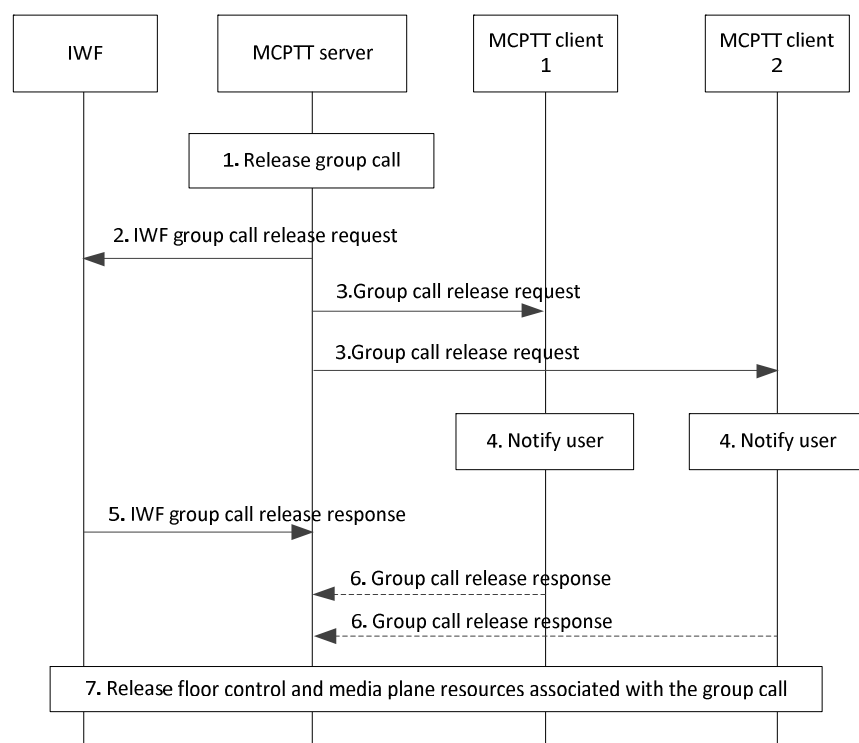 IWF
MCPTT server
MCPTT client
1
MCPTT client
2
1. Release group call
2. IWF group call release request
3.Group call release request
3.Group call release request
4. Notify user
4. Notify user
5. IWF group call release response
6. Group call release response
6. Group call release response
7. Release floor control and media plane resources associated with the group call